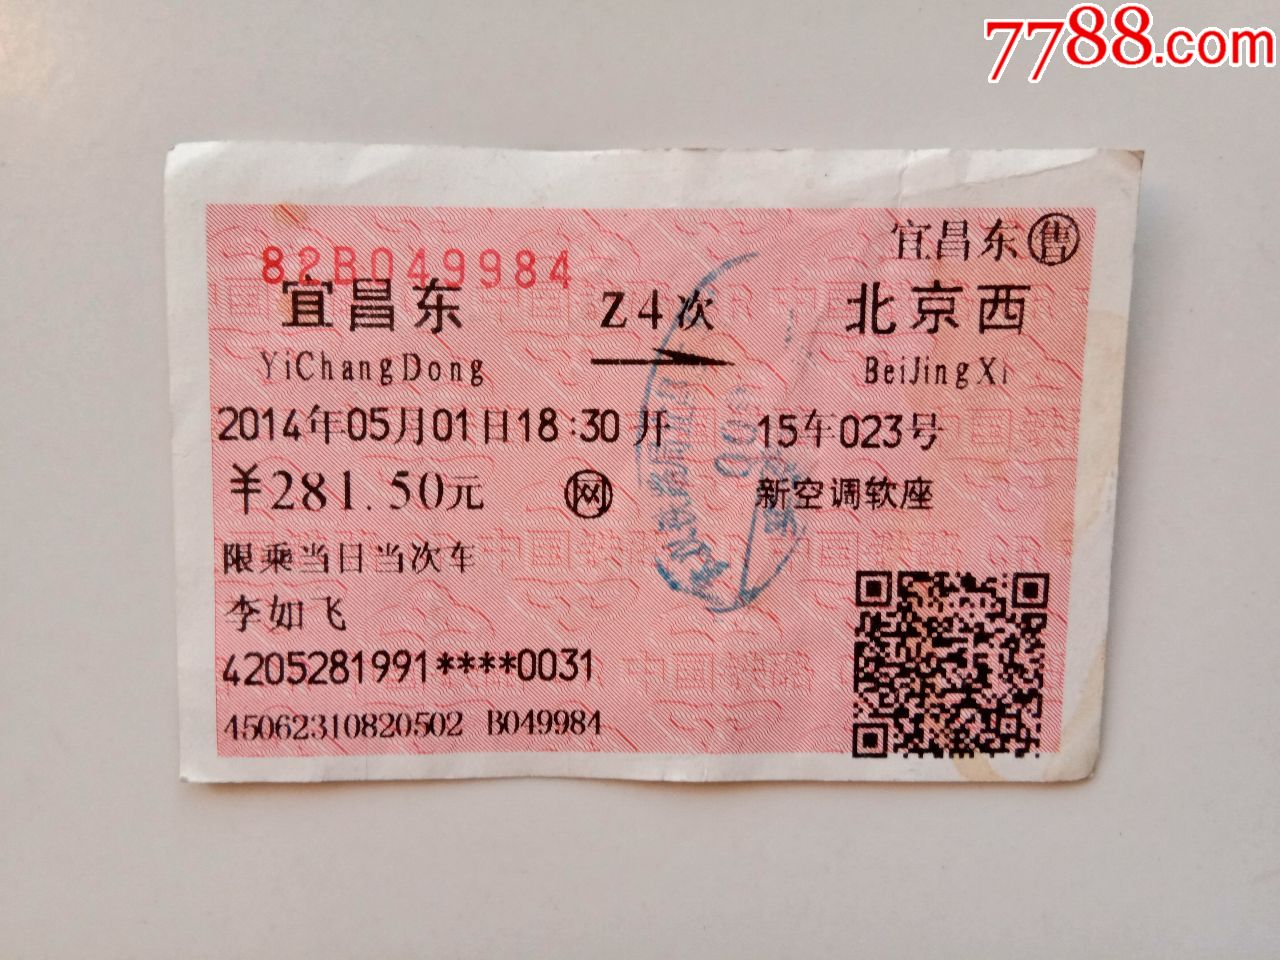 7788.com
宜昌东售
82B049984
宜昌东 Z4次 北京西
YiChangDong BeiJingXi
2014年05月01日18:30开 15车023号
￥281.50元 网 新空调软座
限乘当日当次车
李如飞
4205281991****0031
45062310820502 B049984